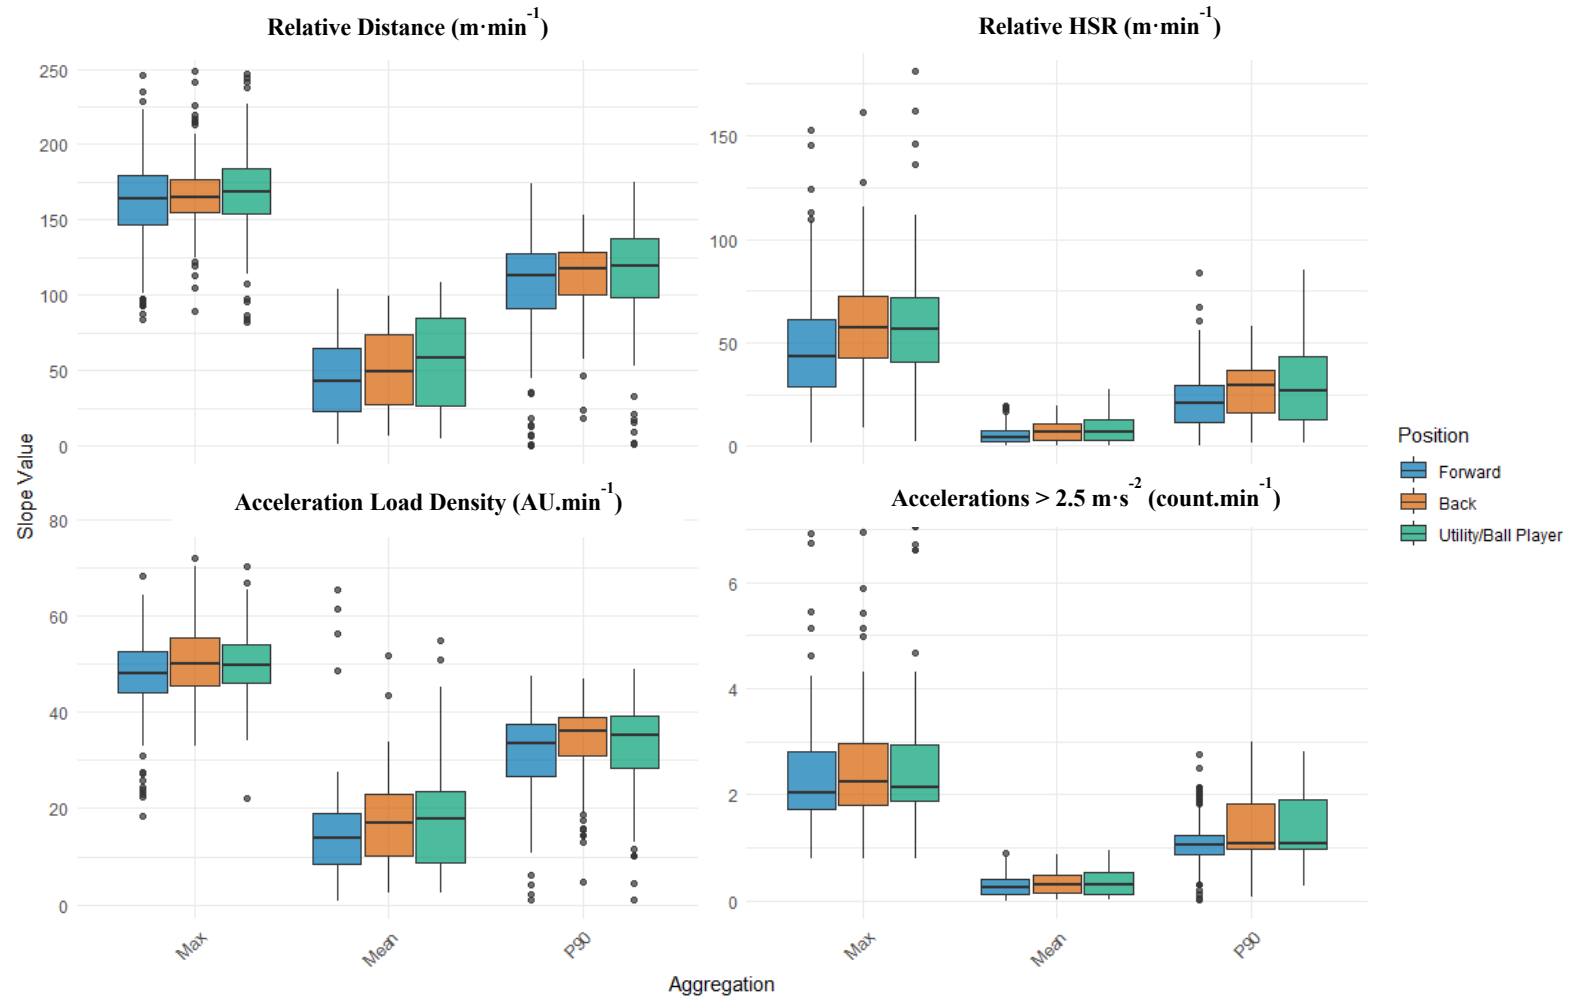 Relative Distance (m·min⁻¹)
Relative HSR (m·min⁻¹)
250
200
150
100
50
0
150
100
50
0
Slope Value
Acceleration Load Density (AU.min⁻¹)
Accelerations > 2.5 m·s⁻² (count.min⁻¹)
80
60
40
20
0
6
4
2
0
Max
Mean
P90
Max
Mean
P90
Aggregation
Position
Forward
Back
Utility/Ball Player